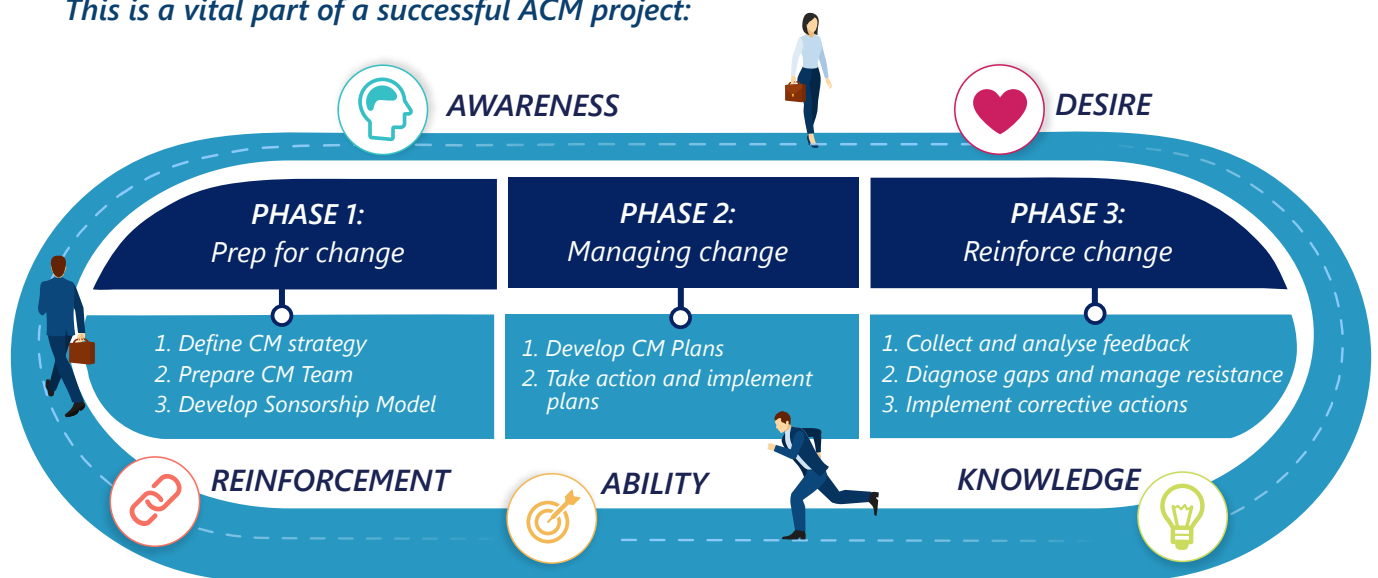 This is a vital part of a successful ACM project:
AWARENESS
DESIRE
PHASE 1:
Prep for change
PHASE 2:
Managing change
PHASE 3:
Reinforce change
1. Define CM strategy
2. Prepare CM Team
3. Develop Sonsorship Model
1. Develop CM Plans
2. Take action and implement
plans
1. Collect and analyse feedback
2. Diagnose gaps and manage resistance
3. Implement corrective actions
REINFORCEMENT
ABILITY
KNOWLEDGE